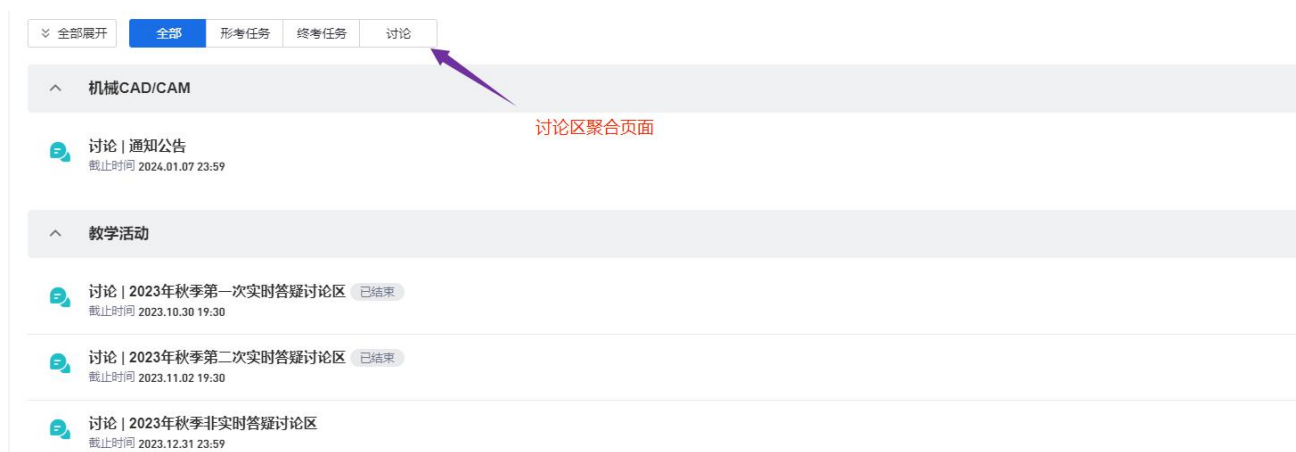 全部展开 全部 形考任务 终考任务 讨论
机械CAD/CAM
讨论区聚合页面
讨论 | 通知公告
截止时间 2024.01.07 23:59
教学活动
讨论 | 2023年秋季第一次实时答疑讨论区 已结束
截止时间 2023.10.30 19:30
讨论 | 2023年秋季第二次实时答疑讨论区 已结束
截止时间 2023.11.02 19:30
讨论 | 2023年秋季非实时答疑讨论区
截止时间 2023.12.31 23:59